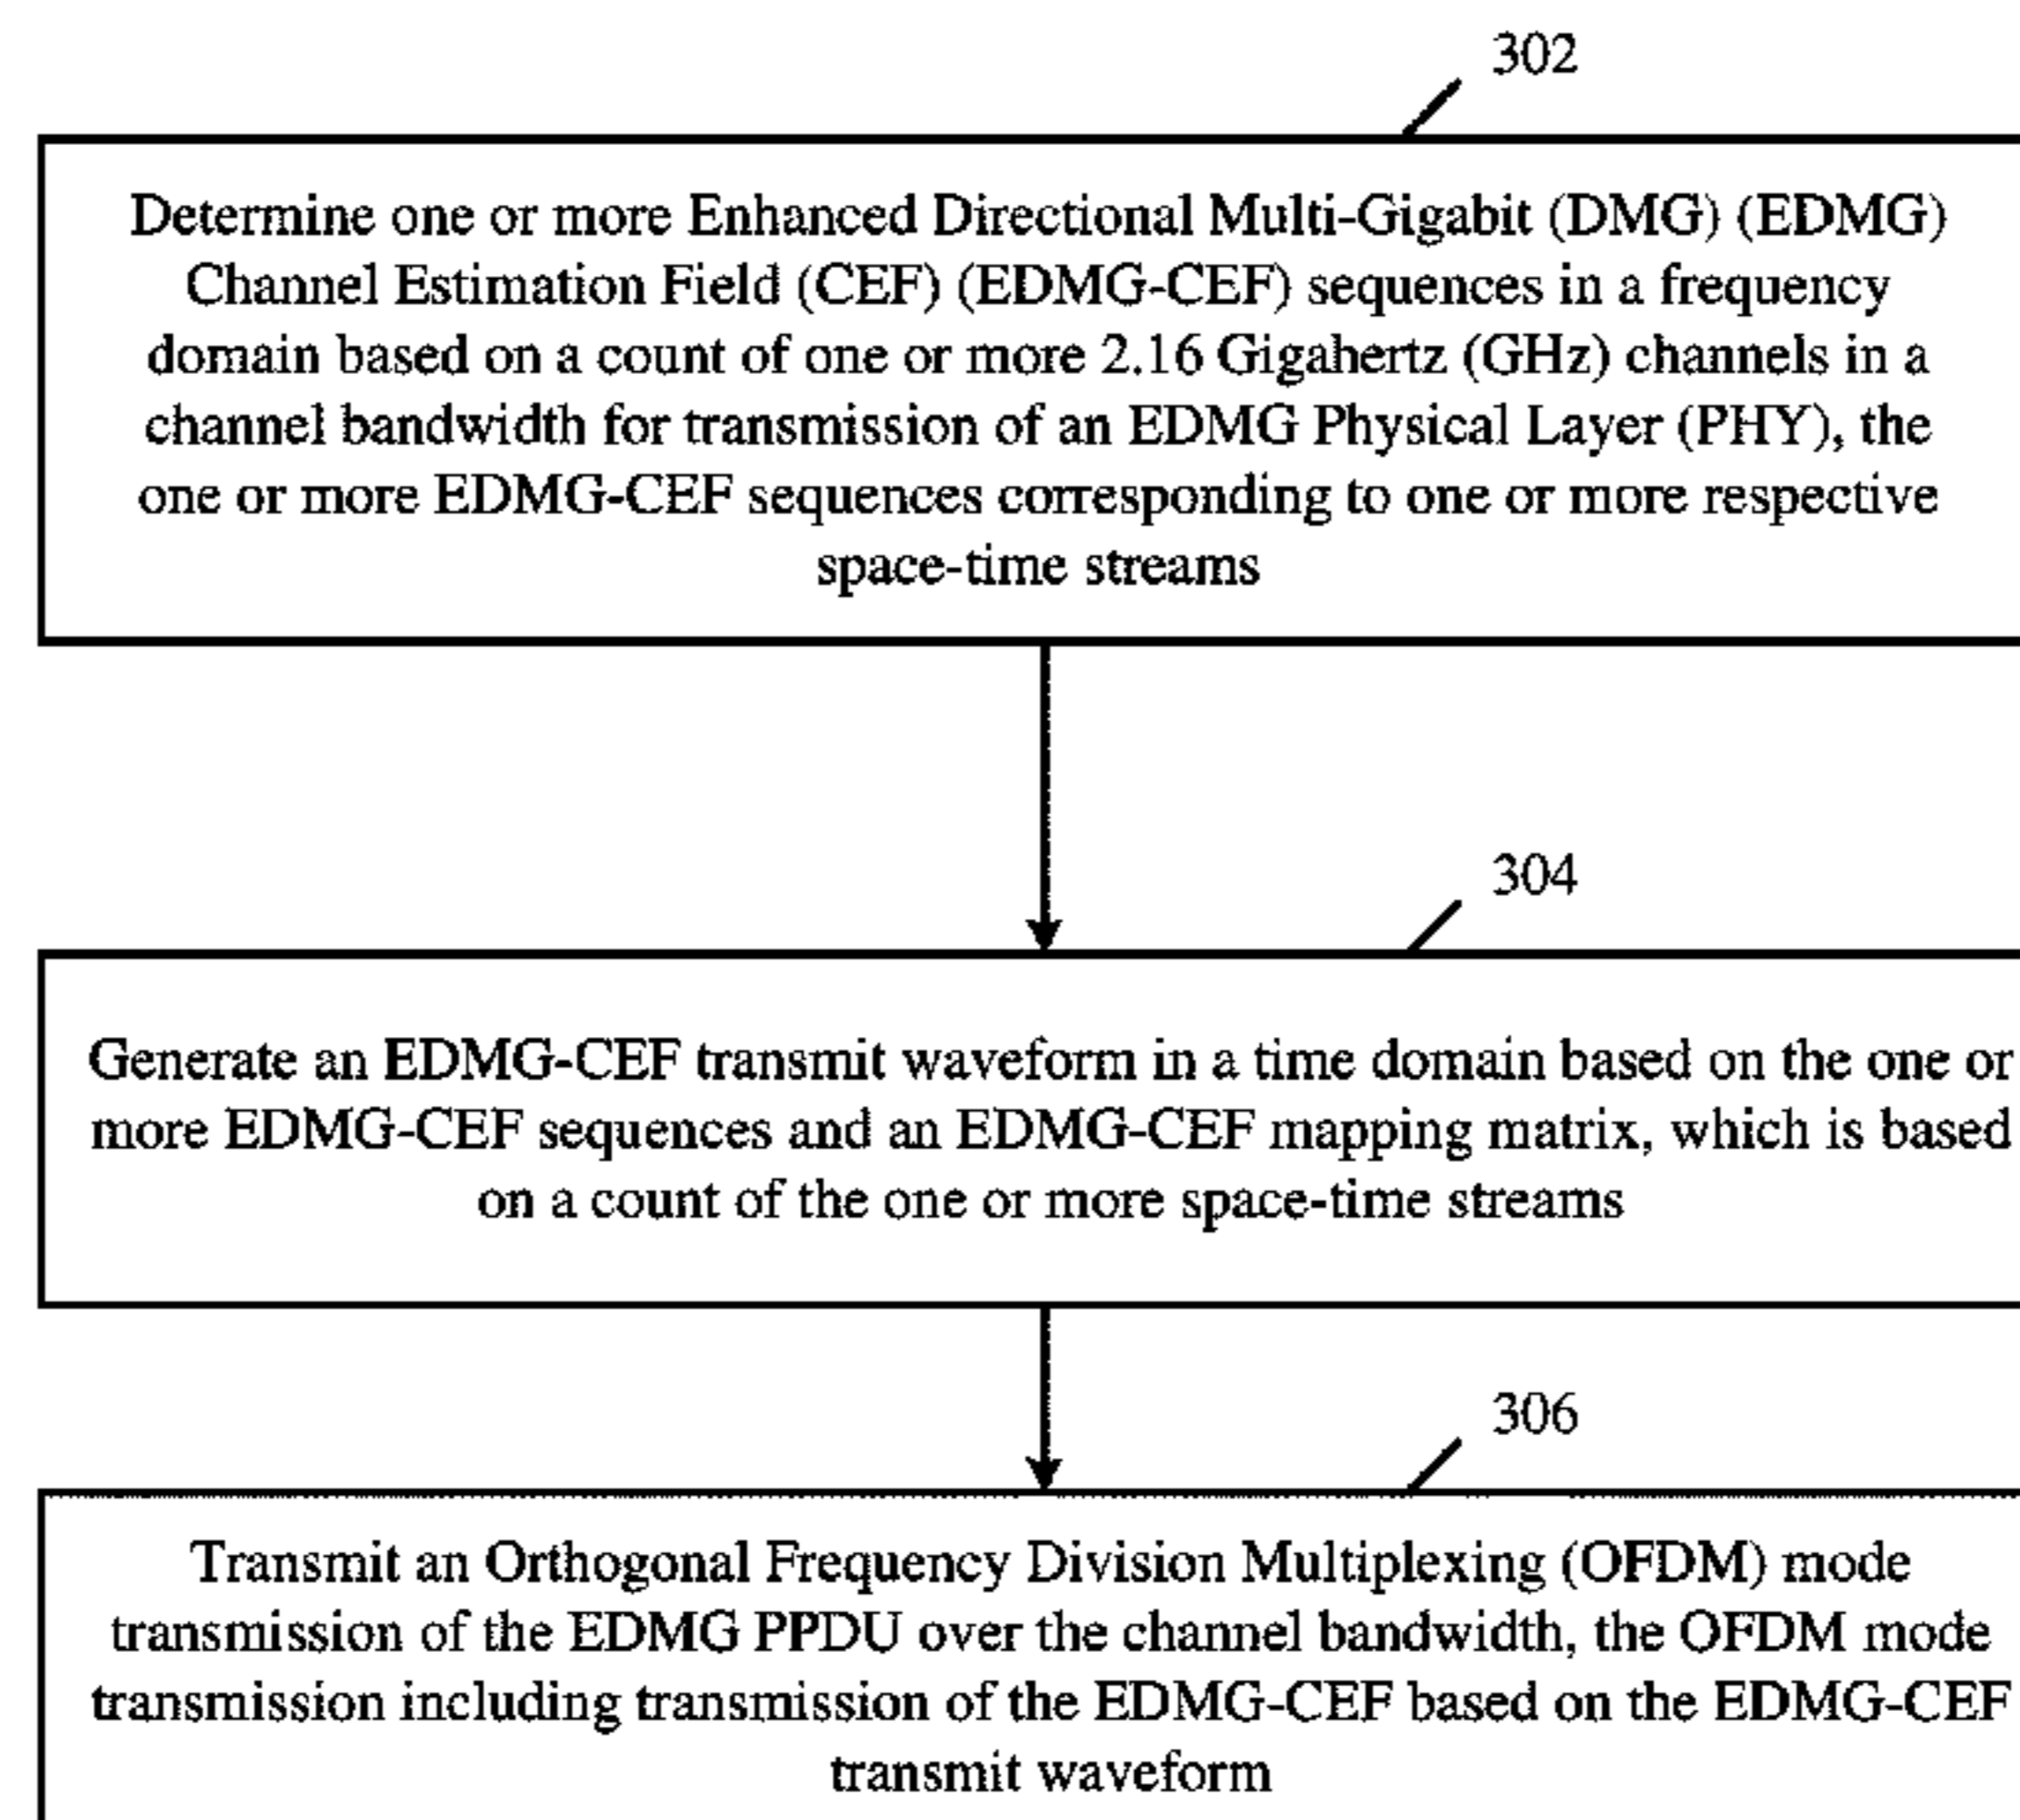 302
Determine one or more Enhanced Directional Multi-Gigabit (DMG) (EDMG)
Channel Estimation Field (CEF) (EDMG-CEF) sequences in a frequency
domain based on a count of one or more 2.16 Gigahertz (GHz) channels in a
channel bandwidth for transmission of an EDMG Physical Layer (PHY), the
one or more EDMG-CEF sequences corresponding to one or more respective
space-time streams
304
Generate an EDMG-CEF transmit waveform in a time domain based on the one or
more EDMG-CEF sequences and an EDMG-CEF mapping matrix, which is based
on a count of the one or more space-time streams
306
Transmit an Orthogonal Frequency Division Multiplexing (OFDM) mode
transmission of the EDMG PPDU over the channel bandwidth, the OFDM mode
transmission including transmission of the EDMG-CEF based on the EDMG-CEF
transmit waveform